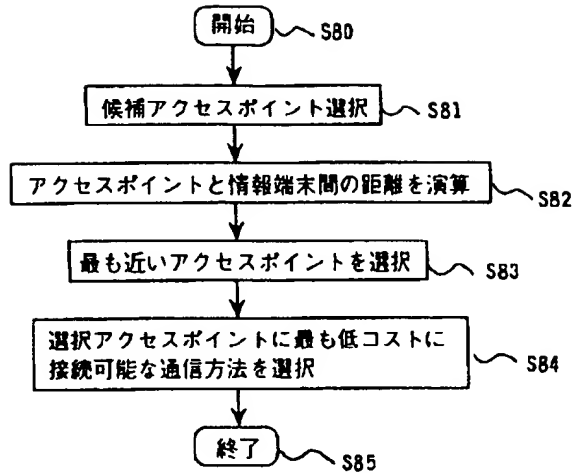 開始
S80
候補アクセスポイント選択
S81
アクセスポイントと情報端末間の距離を演算
S82
最も近いアクセスポイントを選択
S83
選択アクセスポイントに最も低コストに
接続可能な通信方法を選択
S84
終了
S85